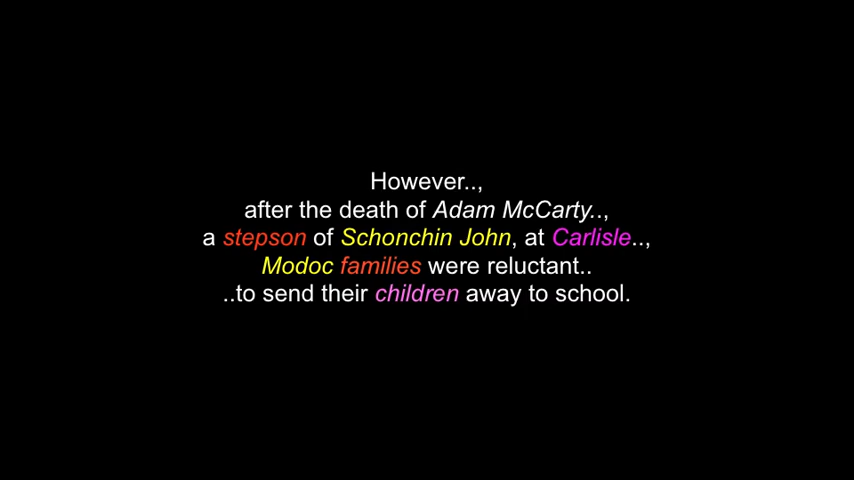 However..,
after the death of Adam McCarty..,
a stepson of Schonchin John, at Carlisle..,
Modoc families were reluctant..
..to send their children away to school.